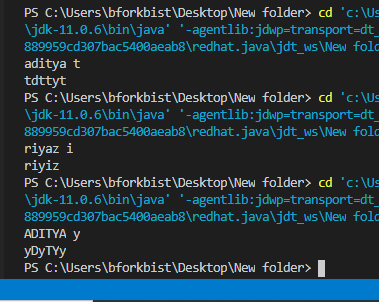 PS C:\Users\bforkbist\Desktop\New folder> cd 'c:\Us
\jdk-11.0.6\bin\java' '-agentlib:jdwp=transport=dt_
889959cd307bac5400aeab8\redhat.java\jdt_ws\New fold
aditya t
tdttyt
PS C:\Users\bforkbist\Desktop\New folder> cd 'c:\Us
\jdk-11.0.6\bin\java' '-agentlib:jdwp=transport=dt_
889959cd307bac5400aeab8\redhat.java\jdt_ws\New fold
riyaz i
riyiz
PS C:\Users\bforkbist\Desktop\New folder> cd 'c:\Us
\jdk-11.0.6\bin\java' '-agentlib:jdwp=transport=dt_
889959cd307bac5400aeab8\redhat.java\jdt_ws\New fold
ADITYA y
yDyTYy
PS C:\Users\bforkbist\Desktop\New folder>